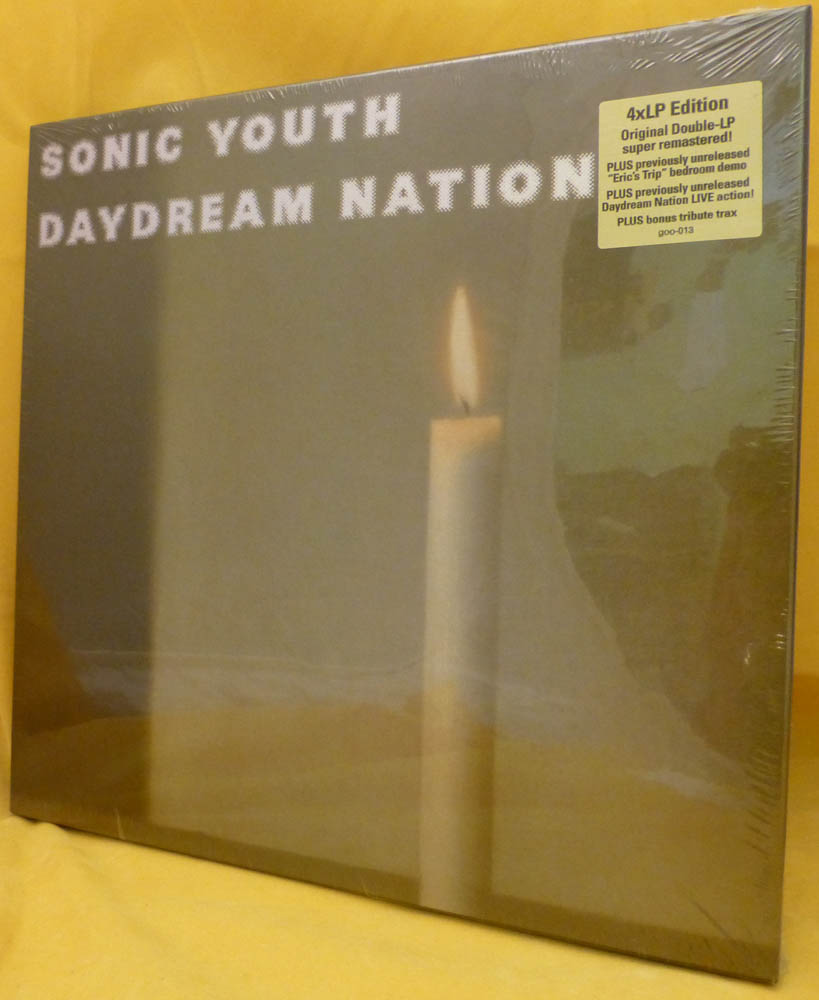 SONIC YOUTH
DAYDREAM NATION
4xLP Edition
Original Double-LP
super remastered!
PLUS previously unreleased
"Eric's Trip" bedroom demo
PLUS previously unreleased
Daydream Nation LIVE action!
PLUS bonus tribute trax
goo-013